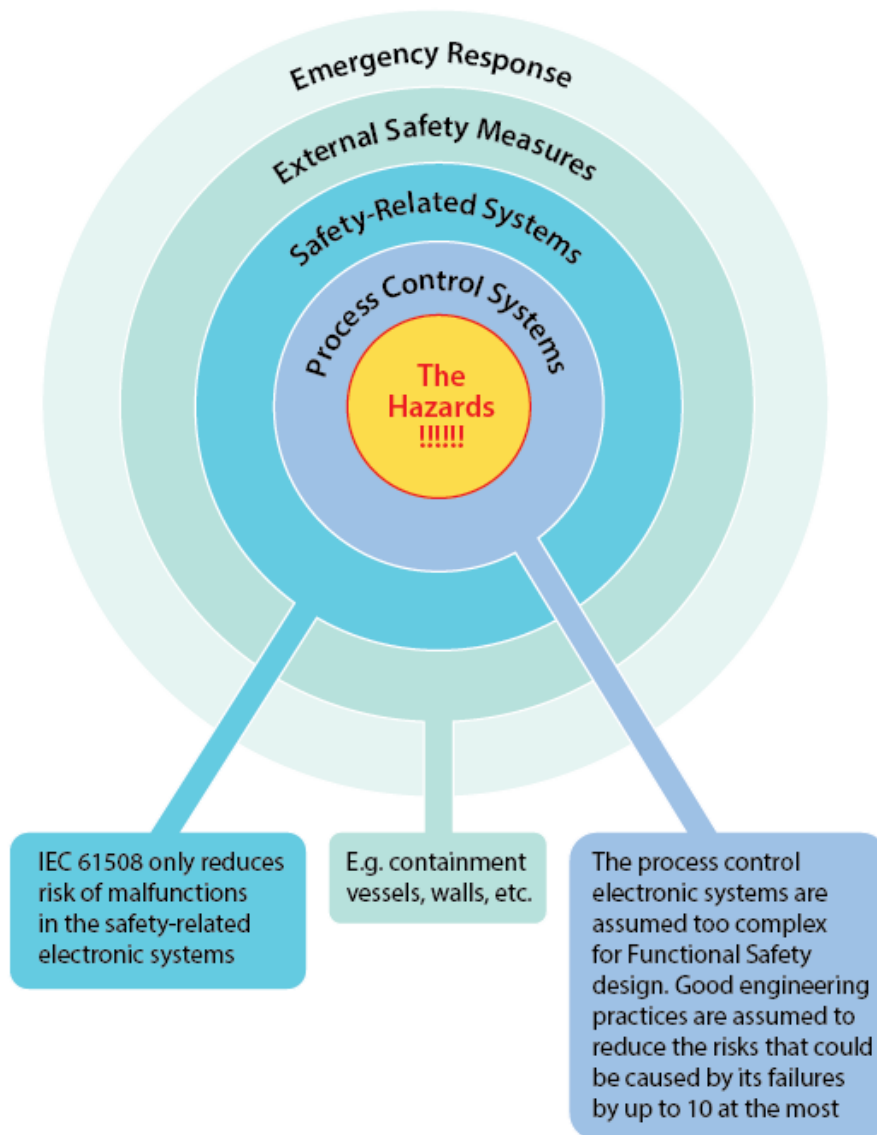 Emergency Response
External Safety Measures
Safety-Related Systems
Process Control Systems
The
Hazards
!!!!!!
IEC 61508 only reduces
risk of malfunctions
in the safety-related
electronic systems
E.g. containment
vessels, walls, etc.
The process control
electronic systems are
assumed too complex
for Functional Safety
design. Good engineering
practices are assumed to
reduce the risks that could
be caused by its failures
by up to 10 at the most